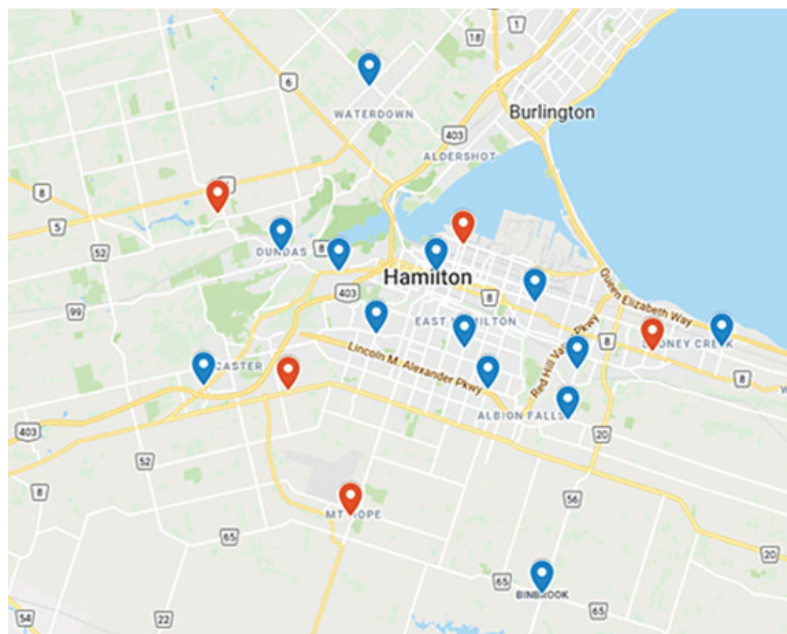 1
18
6
Burlington
WATERDOWN
403
ALDERSHOT
8
5
52
DUNDAS
8
Hamilton
Queen Elizabeth Way
403
8
99
EAST HAMILTON
Red Hill Valley Pkwy
8
STONEY CREEK
Lincoln M. Alexander Pkwy
CASTER
8
ALBION FALLS
403
20
52
8
56
MT HOPE
65
20
65
BINBROOK
65
54
22